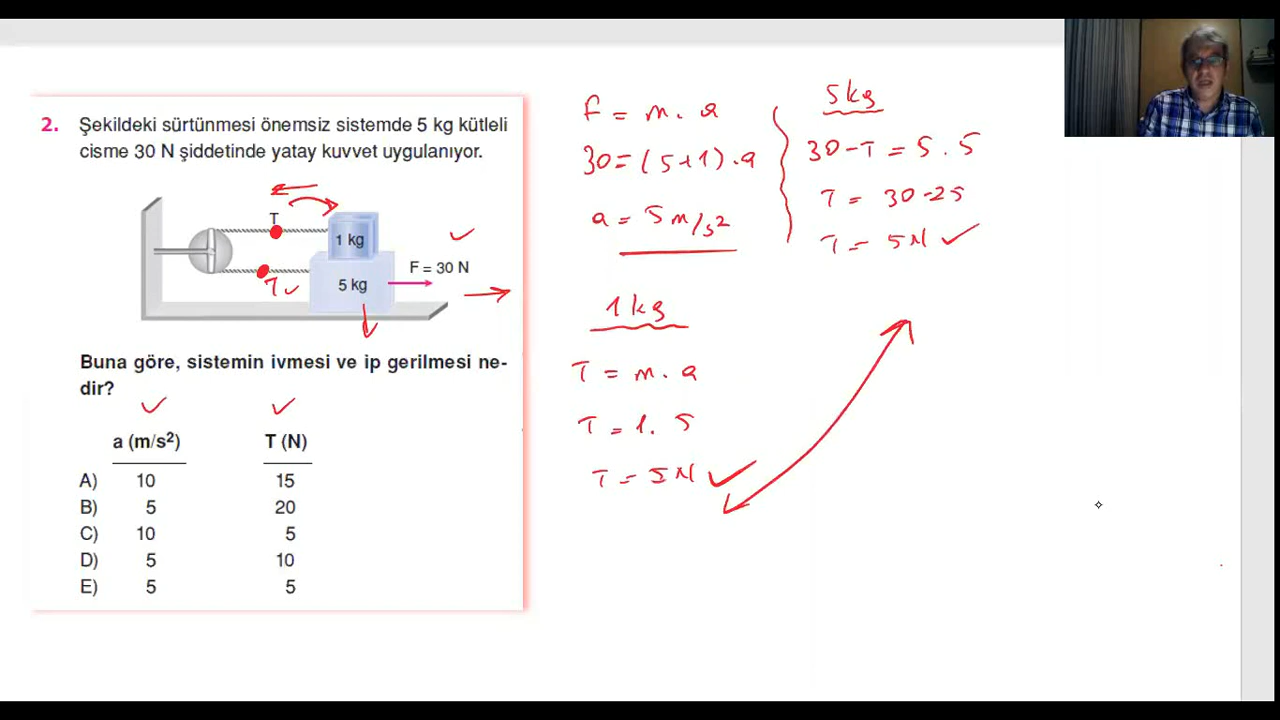 2. Şekildeki sürtünmesi önemsiz sistemde 5 kg kütleli
cisme 30 N şiddetinde yatay kuvvet uygulanıyor.
T
1 kg
5 kg
F = 30 N
T
Buna göre, sistemin ivmesi ve ip gerilmesi ne-
dir?
a (m/s²) T (N)
A) 10 15
B) 5 20
C) 10 5
D) 5 10
E) 5 5
F = m. a
30 = (5+1) . a
a = 5 m/s²
5kg
30 - T = 5 . 5
T = 30 - 25
T = 5N
1kg
T = m. a
T = 1. 5
T = 5N